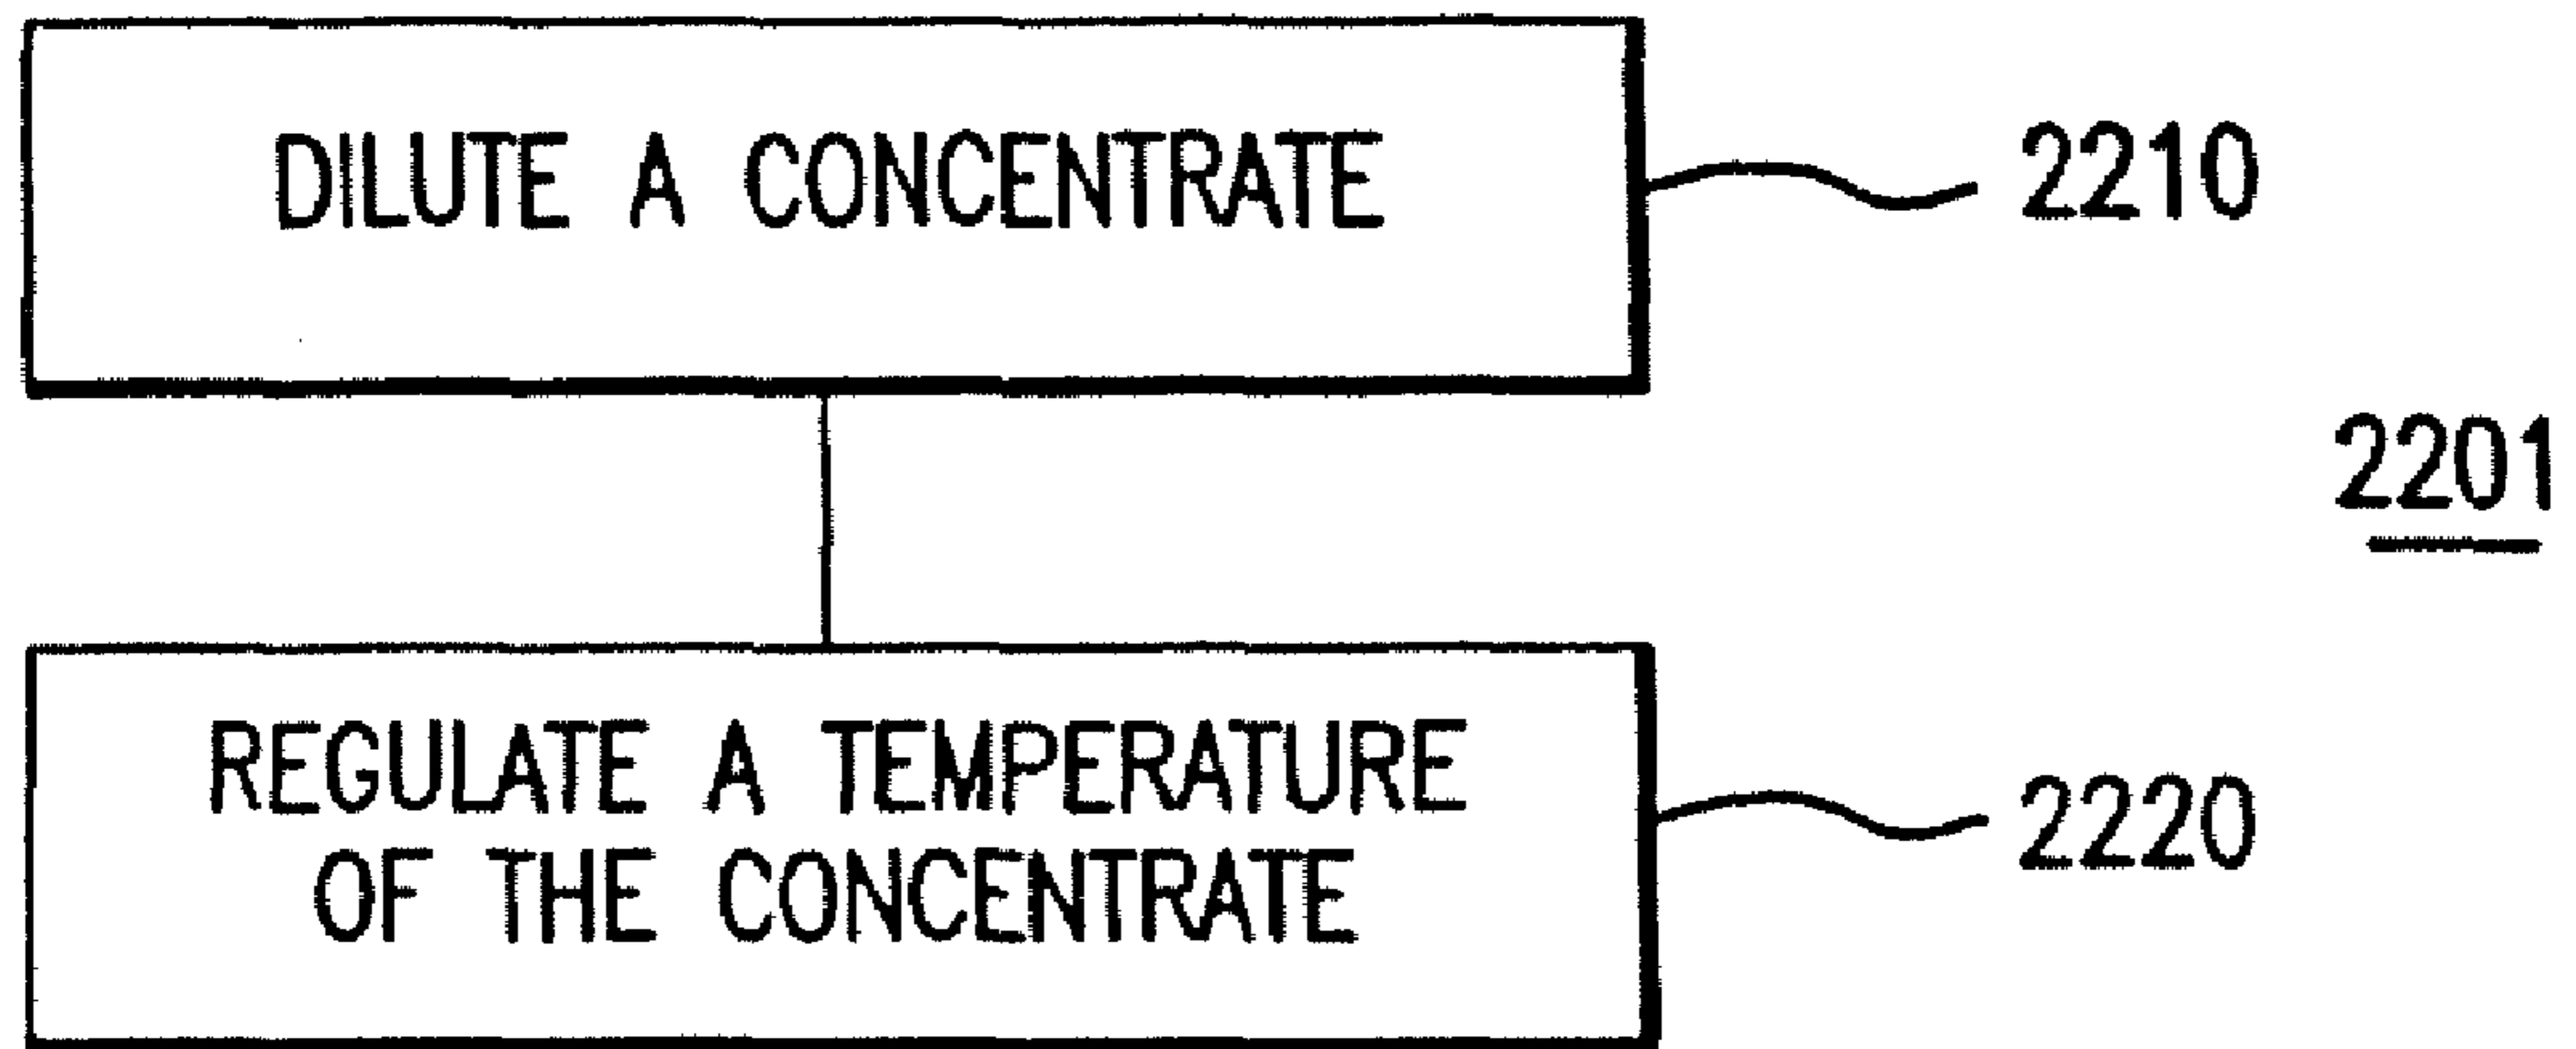 DILUTE A CONCENTRATE
2210
2201
REGULATE A TEMPERATURE
OF THE CONCENTRATE
2220